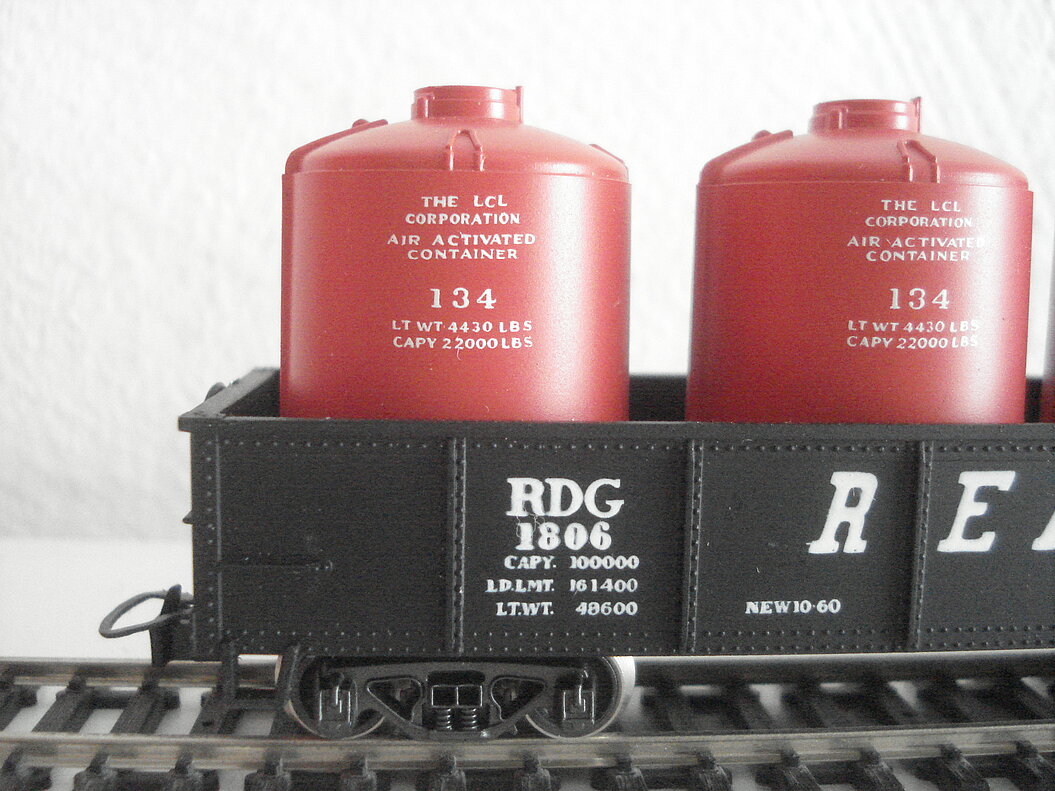 THE LCL
CORPORATION
AIR ACTIVATED
CONTAINER
134
LT WT 4430 LBS
CAPY 22000 LBS
THE LCL
CORPORATION
AIR ACTIVATED
CONTAINER
134
LT WT 4430 LBS
CAPY 22000 LBS
RDG
1806
CAPY. 100000
LD.LMT. 161400
LT.WT. 48600
R E
NEW 10-60